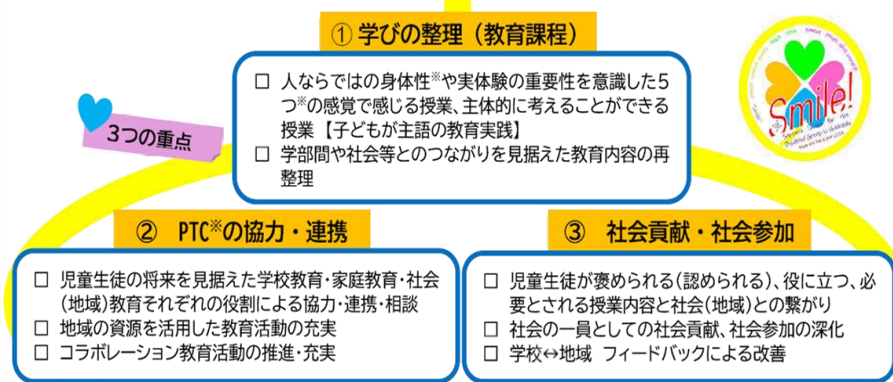 ① 学びの整理（教育課程）
□ 人ならではの身体性※や実体験の重要性を意識した５
つ※の感覚で感じる授業、主体的に考えることができる
授業【子どもが主語の教育実践】
□ 学部間や社会等とのつながりを見据えた教育内容の再
整理
3つの重点
Smile!
② PTC※の協力・連携
□ 児童生徒の将来を見据えた学校教育・家庭教育・社会
(地域)教育それぞれの役割による協力・連携・相談
□ 地域の資源を活用した教育活動の充実
□ コラボレーション教育活動の推進・充実
③ 社会貢献・社会参加
□ 児童生徒が褒められる(認められる)、役に立つ、必
要とされる授業内容と社会(地域)との繋がり
□ 社会の一員としての社会貢献、社会参加の深化
□ 学校↔地域 フィードバックによる改善